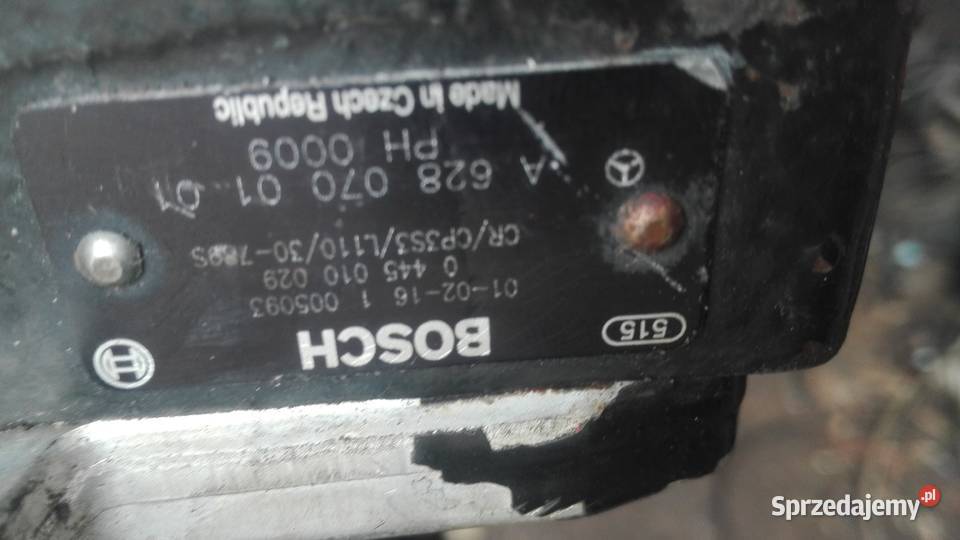 515
BOSCH
01-02-16 1 005093
0 445 010 029
CR/CP3S3/L110/30-789S
A 628 070 01 01
PH 0009
Made in Czech Republic
Sprzedajemy.pl